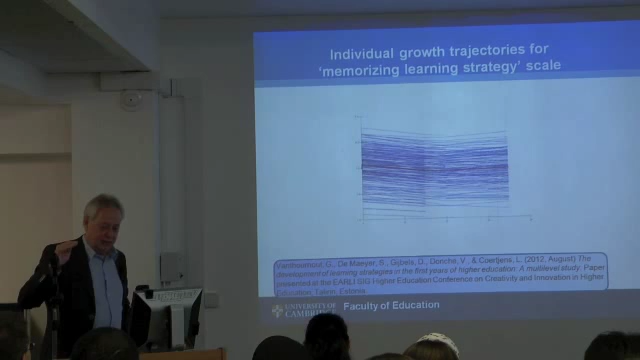 Individual growth trajectories for
'memorizing learning strategy' scale
Vanthournout, G., De Maeyer, S., Gijbels, D., Donche, V., & Coertjens, L. (2012, August) The
development of learning strategies in the first years of higher education: A multilevel study. Paper
presented at the EARLI SIG Higher Education Conference on Creativity and Innovation in Higher
Education, Talinn, Estonia.
UNIVERSITY OF
CAMBRIDGE
Faculty of Education